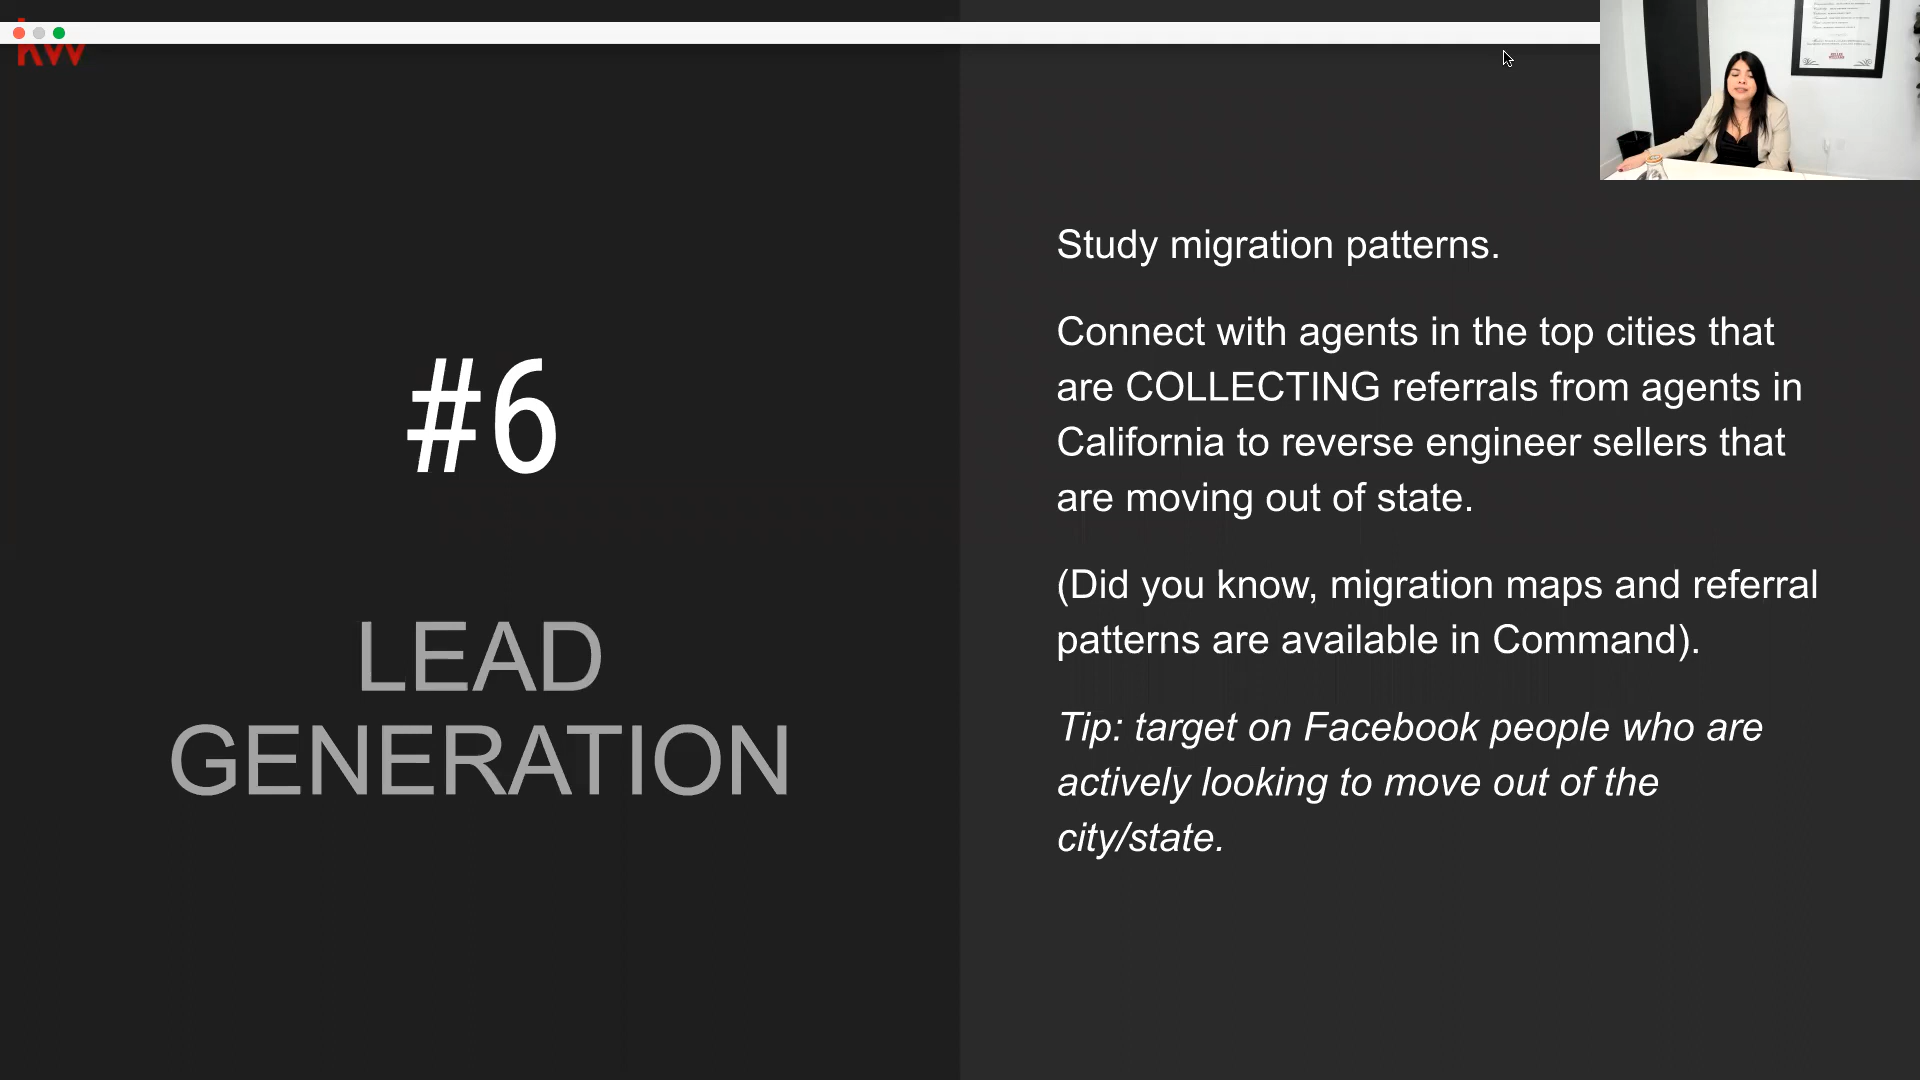 kw
#6
LEAD
GENERATION
Study migration patterns.
Connect with agents in the top cities that
are COLLECTING referrals from agents in
California to reverse engineer sellers that
are moving out of state.
(Did you know, migration maps and referral
patterns are available in Command).
Tip: target on Facebook people who are
actively looking to move out of the
city/state.